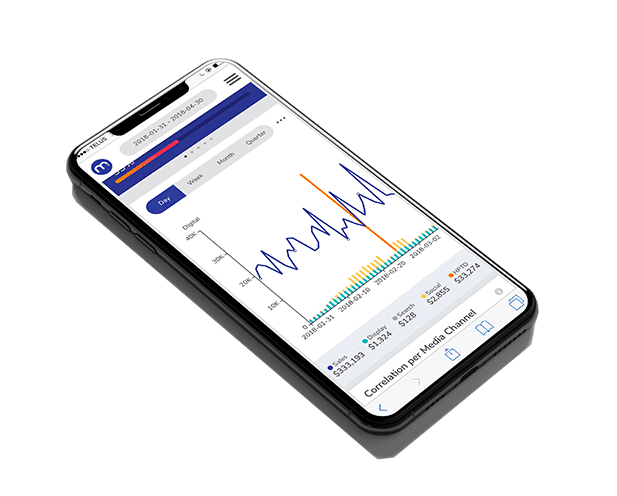 TELUS
2018-01-31 - 2018-04-30
m
Day
Week
Month
Quarter
Digital
40K
30K
20K
10K
0
2018-01-31
2018-02-10
2018-02-20
2018-03-02
Sales
$333,193
Display
$1,324
Search
$128
Social
$2,855
HPTO
$33,274
Correlation per Media Channel